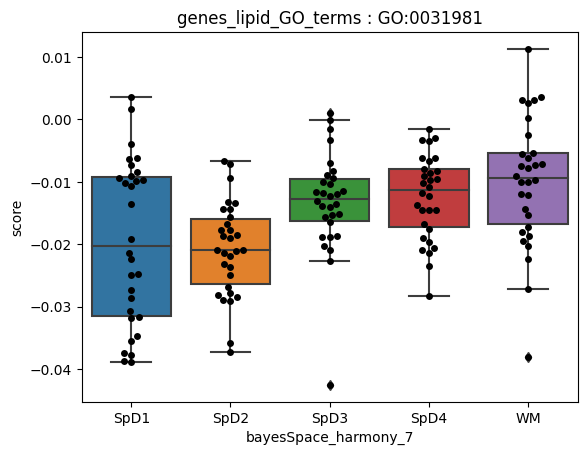 genes_lipid_GO_terms : GO:0031981
0.01
0.00
−0.01
−0.02
−0.03
−0.04
score
SpD1 SpD2 SpD3 SpD4 WM
bayesSpace_harmony_7